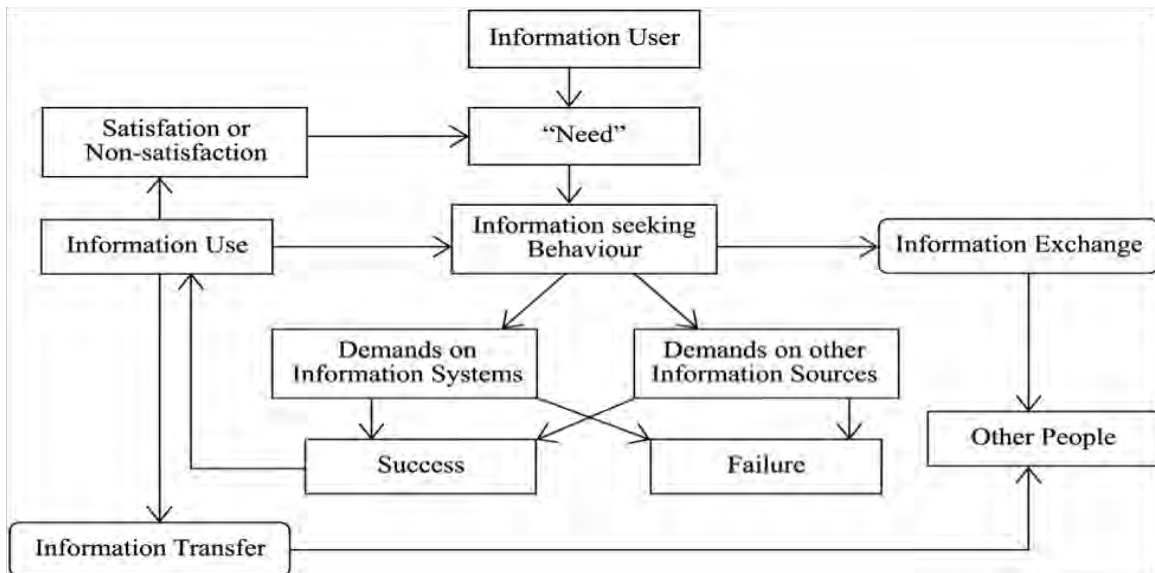 Information User
Satisfation or
Non-satisfaction
“Need”
Information Use
Information seeking
Behaviour
Information Exchange
Demands on
Information Systems
Demands on other
Information Sources
Success
Failure
Other People
Information Transfer